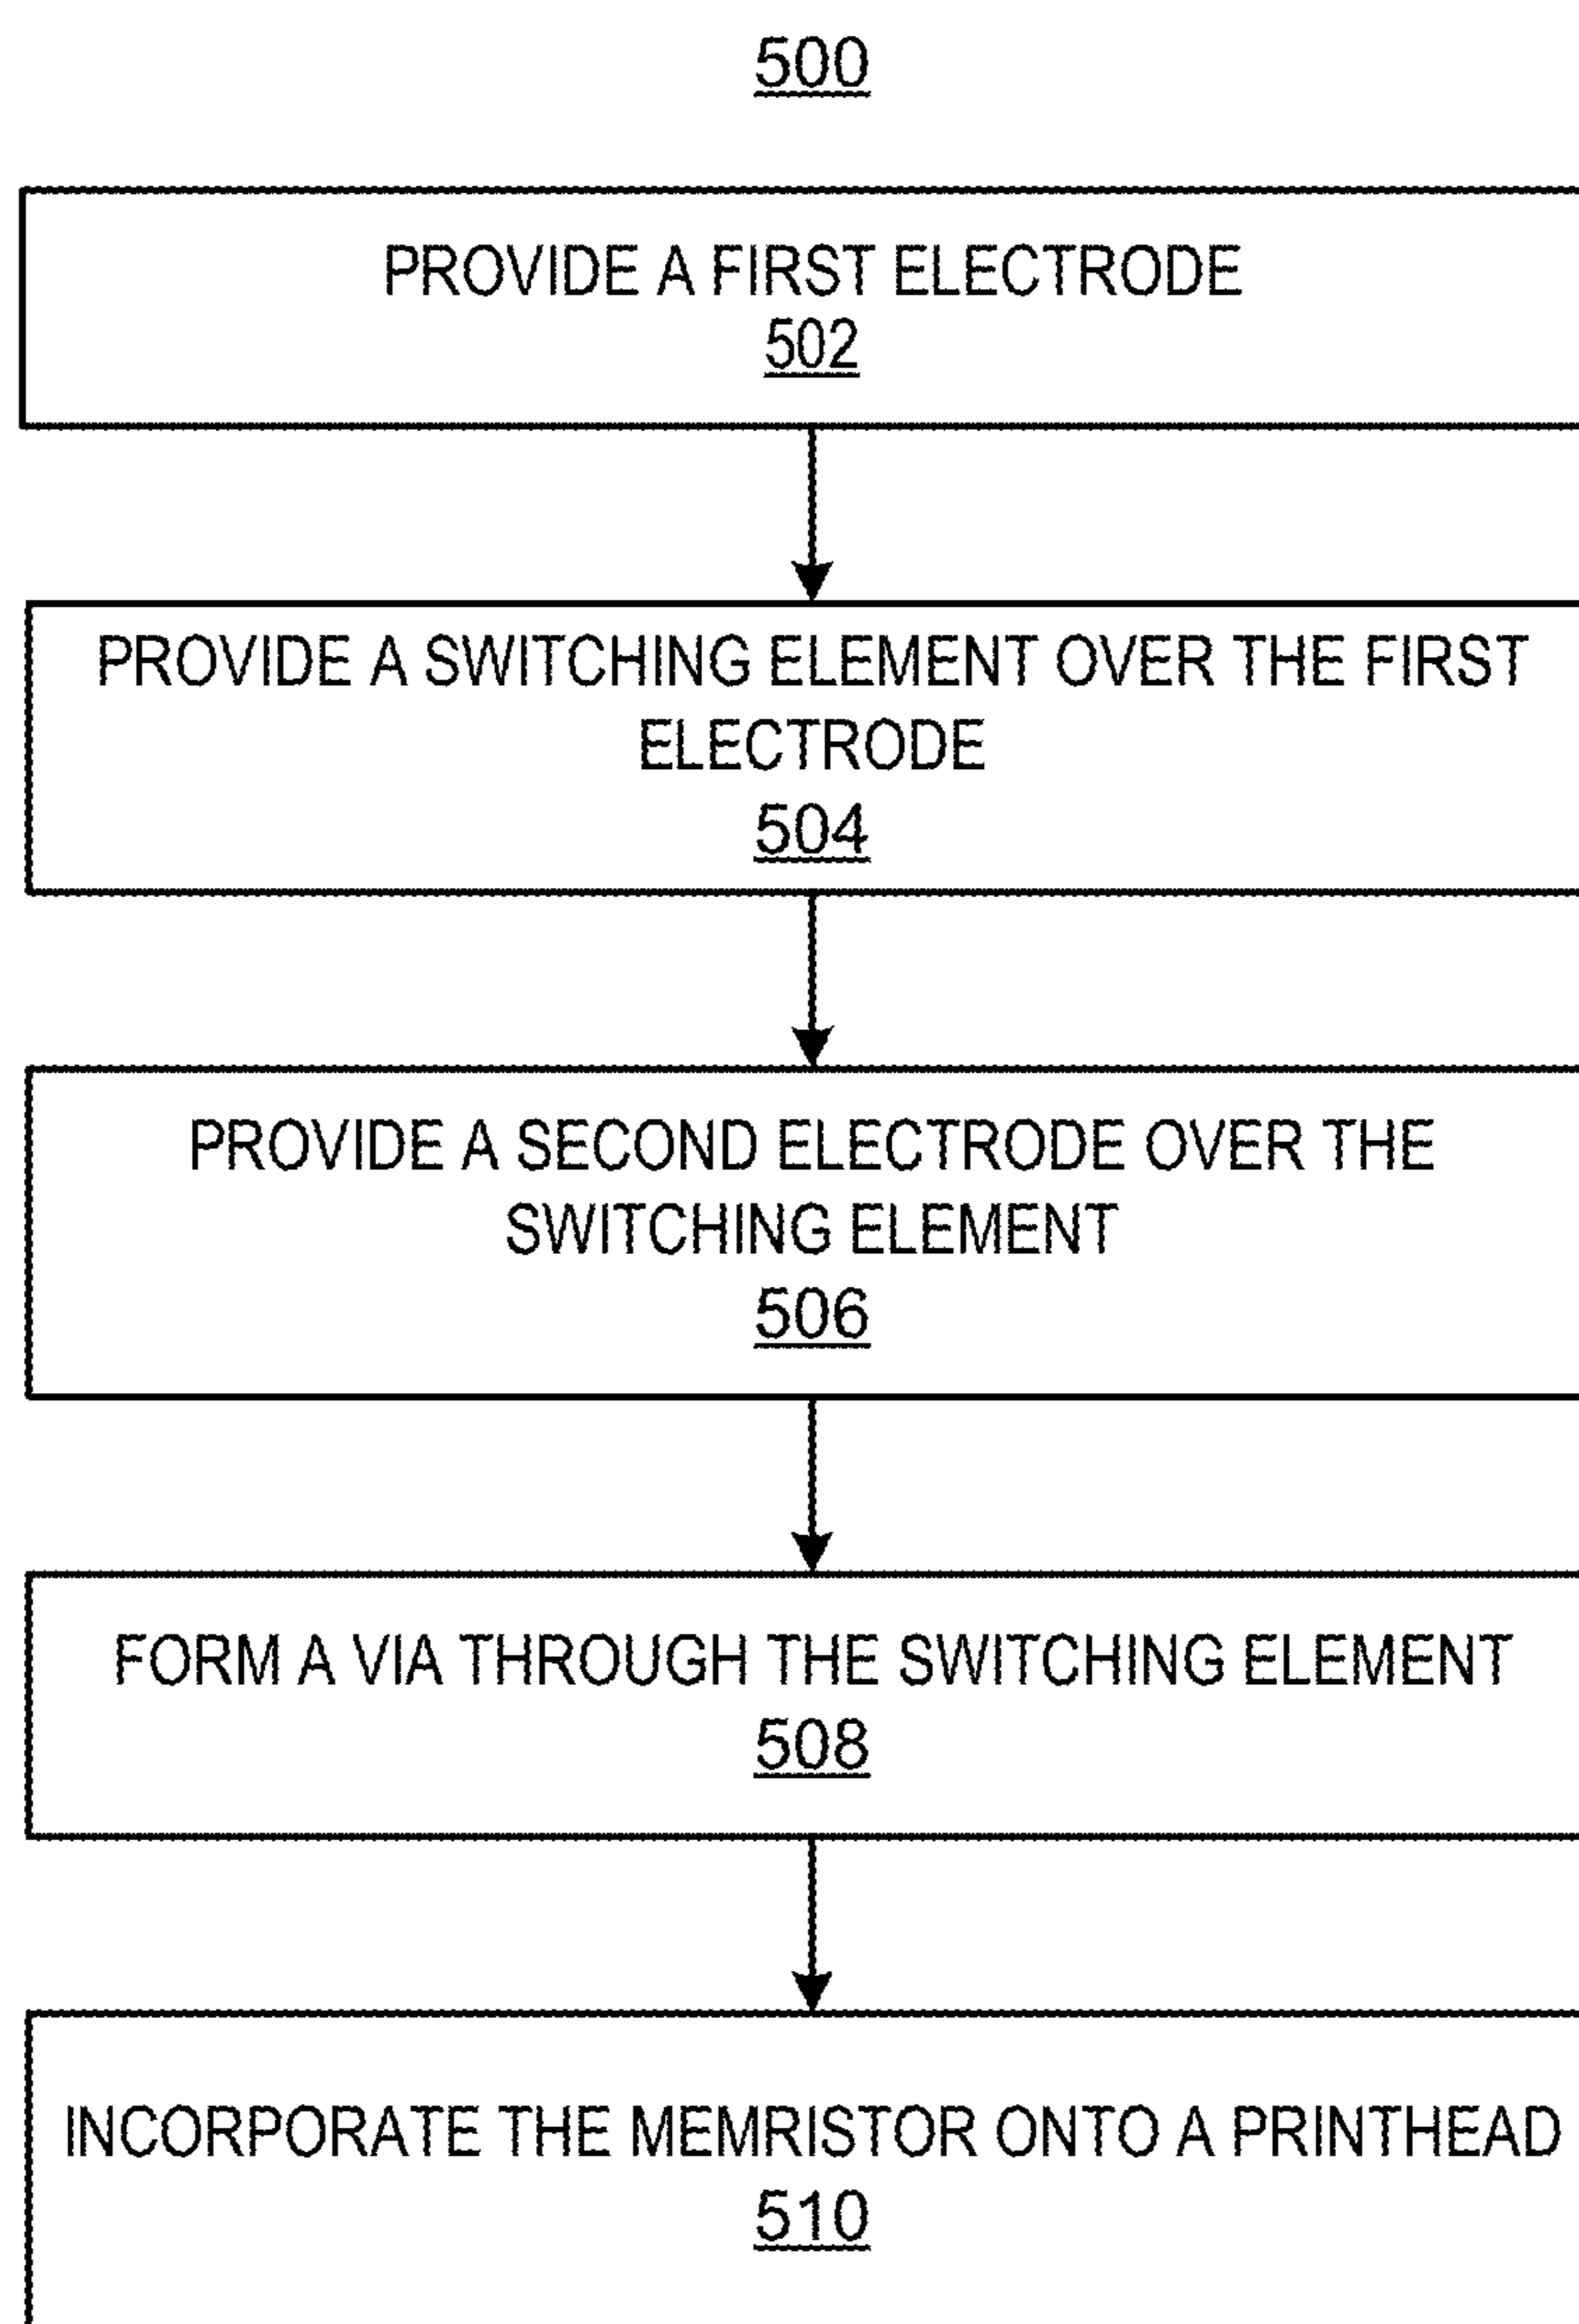 500
PROVIDE A FIRST ELECTRODE
502
PROVIDE A SWITCHING ELEMENT OVER THE FIRST
ELECTRODE
504
PROVIDE A SECOND ELECTRODE OVER THE
SWITCHING ELEMENT
506
FORM A VIA THROUGH THE SWITCHING ELEMENT
508
INCORPORATE THE MEMRISTOR ONTO A PRINTHEAD
510